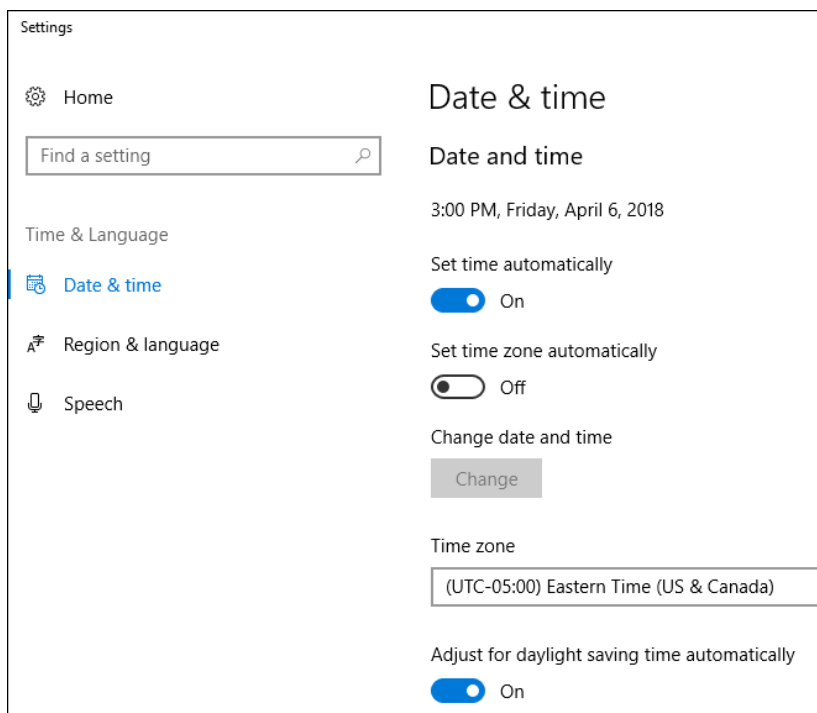 Settings
Home
Find a setting
Time & Language
Date & time
Region & language
Speech
Date & time
Date and time
3:00 PM, Friday, April 6, 2018
Set time automatically
On
Set time zone automatically
Off
Change date and time
Change
Time zone
(UTC-05:00) Eastern Time (US & Canada)
Adjust for daylight saving time automatically
On